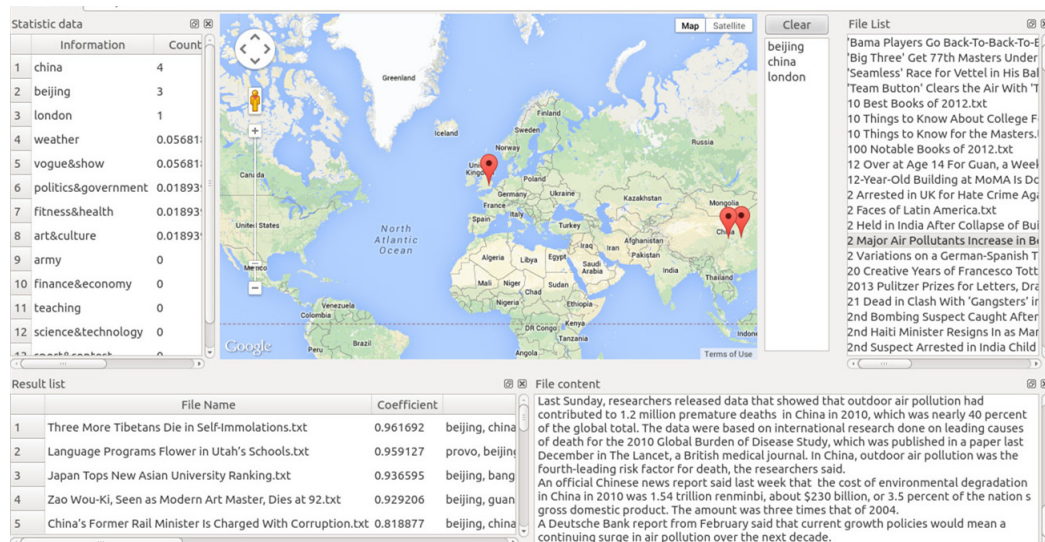 Statistic data
Information Count
1 china 4
2 beijing 3
3 london 1
4 weather 0.05681
5 vogue&show 0.05681
6 politics&government 0.01893
7 fitness&health 0.01893
8 art&culture 0.01893
9 army 0
10 finance&economy 0
11 teaching 0
12 science&technology 0
Map Satellite
Greenland
Iceland
Finland
Sweden
Norway
Russia
United Kingdom
Canada
Poland
Germany
Ukraine
France
Kazakhstan
Mongolia
Italy
Spain
Turkey
China
United States
North
Atlantic
Ocean
Iraq
Iran
Afghanistan
Pakistan
Algeria
Libya
Egypt
Saudi
Arabia
India
Thailand
Mexico
Mali
Niger
Chad
Sudan
Nigeria
Ethiopia
Venezuela
Colombia
DR Congo
Kenya
Tanzania
Indon
Brazil
Peru
Angola
Google
Terms of Use
Clear
beijing
china
london
File List
'Bama Players Go Back-To-Back-To-B
'Big Three' Get 77th Masters Under
'Seamless' Race for Vettel in His Bal
'Team Button' Clears the Air With 'T
10 Best Books of 2012.txt
10 Things to Know About College F
10 Things to Know for the Masters.t
100 Notable Books of 2012.txt
12 Over at Age 14 For Guan, a Week
12-Year-Old Building at MoMA Is Do
2 Arrested in UK for Hate Crime Aga
2 Faces of Latin America.txt
2 Held in India After Collapse of Bui
2 Major Air Pollutants Increase in Be
2 Variations on a German-Spanish T
20 Creative Years of Francesco Tott
2013 Pulitzer Prizes for Letters, Dra
21 Dead in Clash With 'Gangsters' in
2nd Bombing Suspect Caught After
2nd Haiti Minister Resigns In as Mar
2nd Suspect Arrested in India Child
Result list
File Name Coefficient
1 Three More Tibetans Die in Self-Immolations.txt 0.961692 beijing, china
2 Language Programs Flower in Utah's Schools.txt 0.959127 provo, beijing
3 Japan Tops New Asian University Ranking.txt 0.936595 beijing, bang
4 Zao Wou-Ki, Seen as Modern Art Master, Dies at 92.txt 0.929206 beijing, guan
5 China's Former Rail Minister Is Charged With Corruption.txt 0.818877 beijing, china
File content
Last Sunday, researchers released data that showed that outdoor air pollution had
contributed to 1.2 million premature deaths in China in 2010, which was nearly 40 percent
of the global total. The data were based on international research done on leading causes
of death for the 2010 Global Burden of Disease Study, which was published in a paper last
December in The Lancet, a British medical journal. In China, outdoor air pollution was the
fourth-leading risk factor for death, the researchers said.
An official Chinese news report said last week that the cost of environmental degradation
in China in 2010 was 1.54 trillion renminbi, about $230 billion, or 3.5 percent of the nation s
gross domestic product. The amount was three times that of 2004.
A Deutsche Bank report from February said that current growth policies would mean a
continuing surge in air pollution over the next decade.